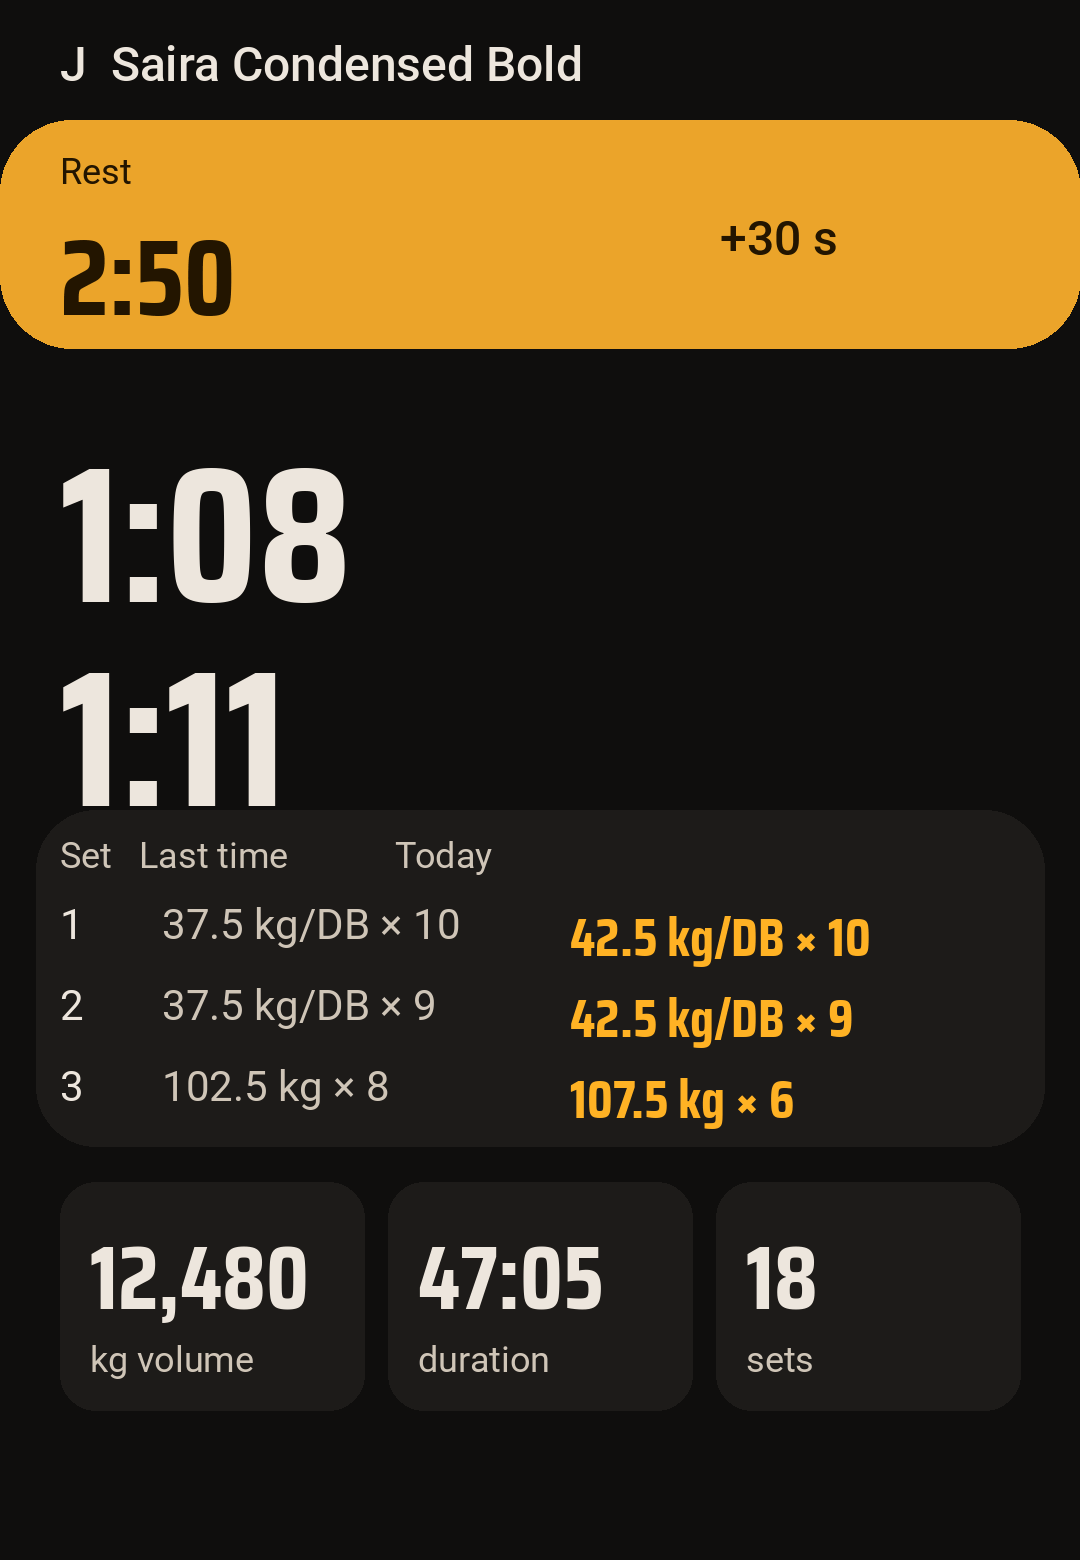 J Saira Condensed Bold
Rest
2:50
+30 s
1:08
1:11
Set Last time Today
1 37.5 kg/DB × 10 42.5 kg/DB × 10
2 37.5 kg/DB × 9 42.5 kg/DB × 9
3 102.5 kg × 8 107.5 kg × 6
12,480 47:05 18
kg volume duration sets